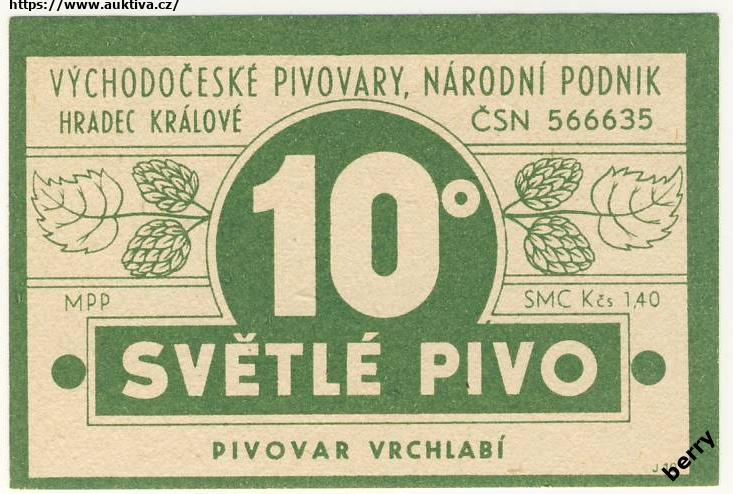 https://www.auktiva.cz/
VÝCHODOČESKÉ PIVOVARY, NÁRODNÍ PODNIK
HRADEC KRÁLOVÉ
ČSN 566635
10°
MPP
SMC Kčs 1,40
SVĚTLÉ PIVO
PIVOVAR VRCHLABÍ
berry